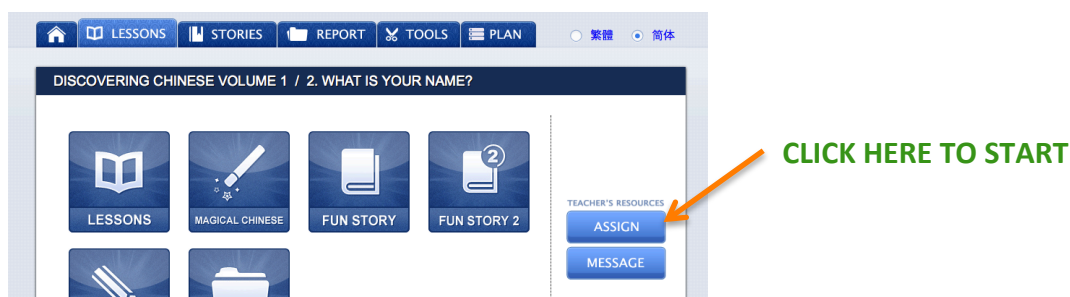 LESSONS STORIES REPORT TOOLS PLAN 繁體 简体
DISCOVERING CHINESE VOLUME 1 / 2. WHAT IS YOUR NAME?
2
LESSONS MAGICAL CHINESE FUN STORY FUN STORY 2
CLICK HERE TO START
TEACHER'S RESOURCES
ASSIGN
MESSAGE